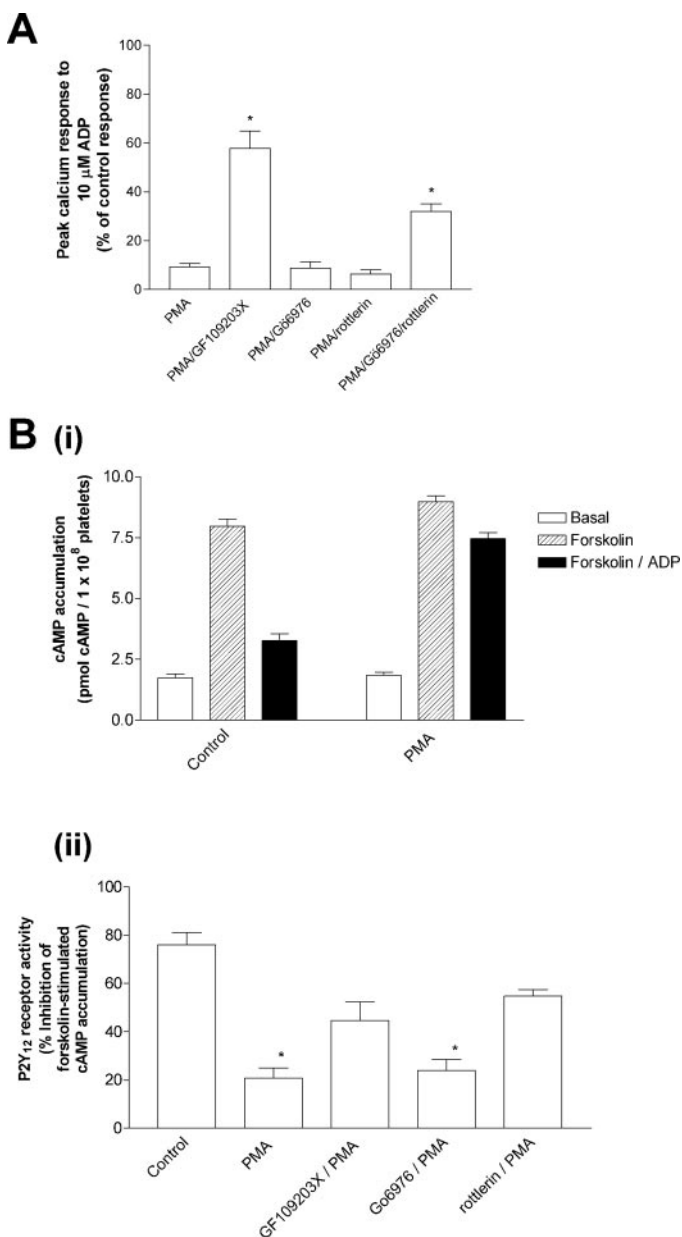 A
Peak calcium response to
10 μM ADP
(% of control response)
100
80
60
40
20
0
*
*
PMA
PMA/GF109203X
PMA/Gö6976
PMA/rottlerin
PMA/Gö6976/rottlerin
B (i)
cAMP accumulation
(pmol cAMP / 1 x 10⁸ platelets)
10.0
7.5
5.0
2.5
0.0
Basal
Forskolin
Forskolin / ADP
Control
PMA
(ii)
P2Y₁₂ receptor activity
(% Inhibition of
forskolin-stimulated
cAMP accumulation)
100
80
60
40
20
0
*
*
Control
PMA
GF109203X / PMA
Go6976 / PMA
rottlerin / PMA